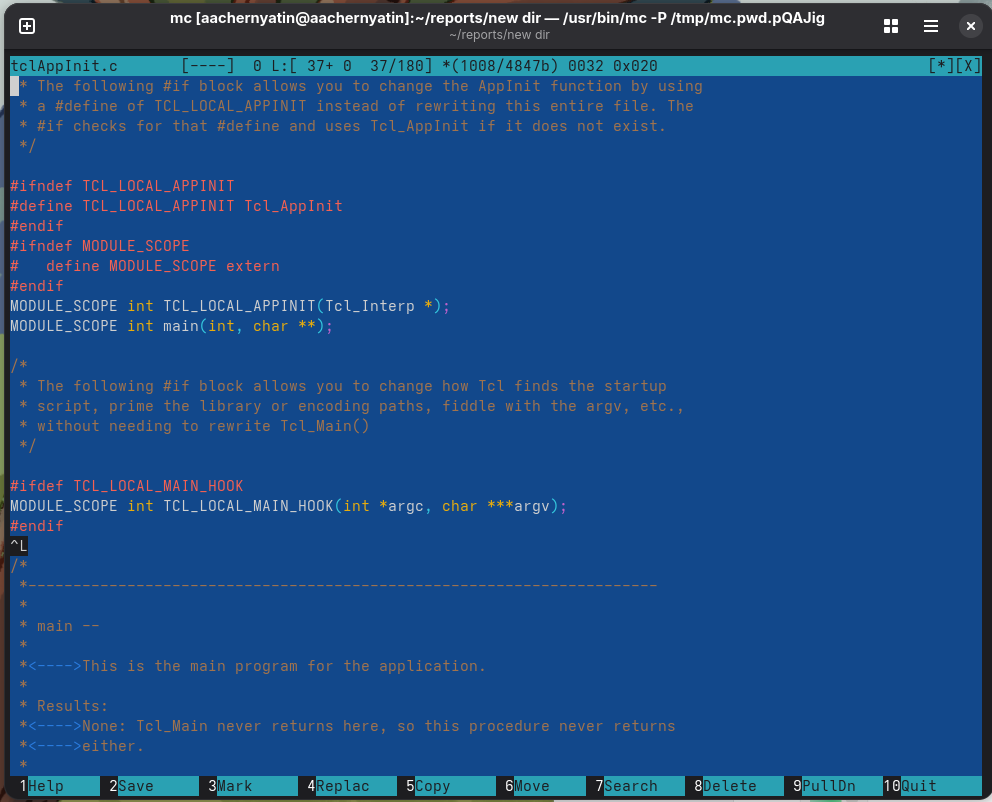 mc [aachernyatin@aachernyatin]:~/reports/new dir — /usr/bin/mc -P /tmp/mc.pwd.pQAJig
~/reports/new dir
tclAppInit.c       [----]  0 L:[ 37+ 0  37/180] *(1008/4847b) 0032 0x020                              [*][X]
 * The following #if block allows you to change the AppInit function by using
 * a #define of TCL_LOCAL_APPINIT instead of rewriting this entire file. The
 * #if checks for that #define and uses Tcl_AppInit if it does not exist.
 */
#ifndef TCL_LOCAL_APPINIT
#define TCL_LOCAL_APPINIT Tcl_AppInit
#endif
#ifndef MODULE_SCOPE
#   define MODULE_SCOPE extern
#endif
MODULE_SCOPE int TCL_LOCAL_APPINIT(Tcl_Interp *);
MODULE_SCOPE int main(int, char **);
/*
 * The following #if block allows you to change how Tcl finds the startup
 * script, prime the library or encoding paths, fiddle with the argv, etc.,
 * without needing to rewrite Tcl_Main()
 */
#ifdef TCL_LOCAL_MAIN_HOOK
MODULE_SCOPE int TCL_LOCAL_MAIN_HOOK(int *argc, char ***argv);
#endif
^L
/*
 *----------------------------------------------------------------------
 *
 * main --
 *
 *<---->This is the main program for the application.
 *
 * Results:
 *<---->None: Tcl_Main never returns here, so this procedure never returns
 *<---->either.
 *
1Help 2Save 3Mark 4Replac 5Copy 6Move 7Search 8Delete 9PullDn 10Quit